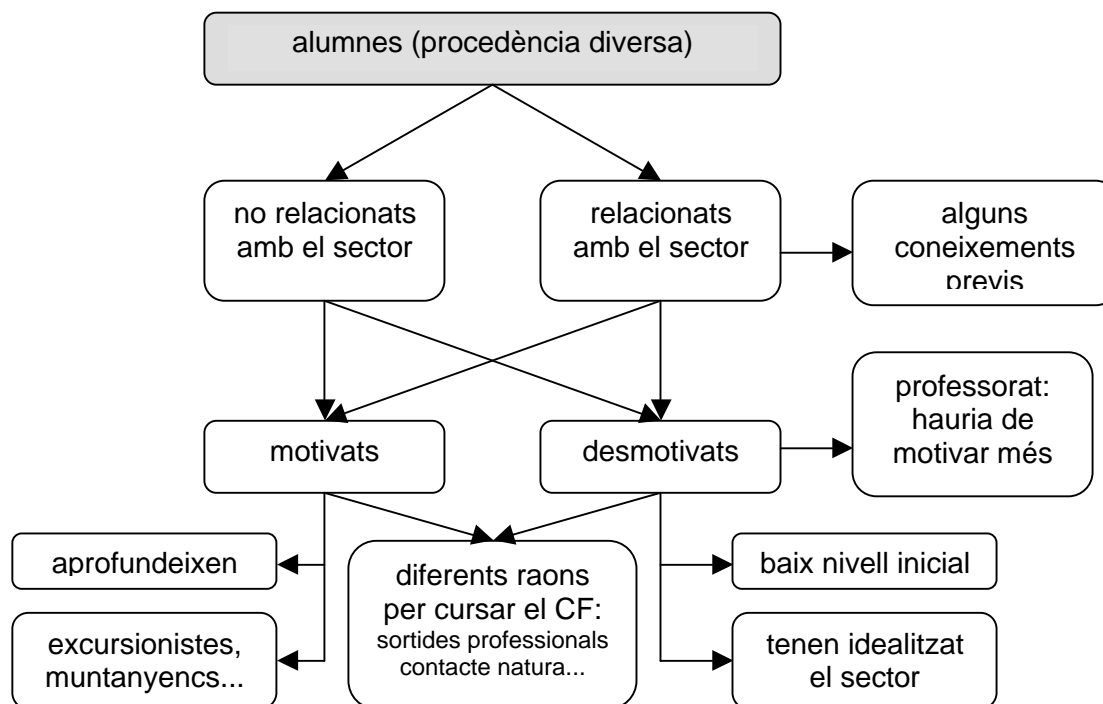 alumnes (procedència diversa)
no relacionats
amb el sector
relacionats
amb el sector
alguns
coneixements
previs
professorat:
hauria de
motivar més
motivats
desmotivats
aprofundeixen
diferents raons
per cursar el CF:
sortides professionals
contacte natura...
baix nivell inicial
excursionistes,
muntanyencs...
tenen idealitzat
el sector